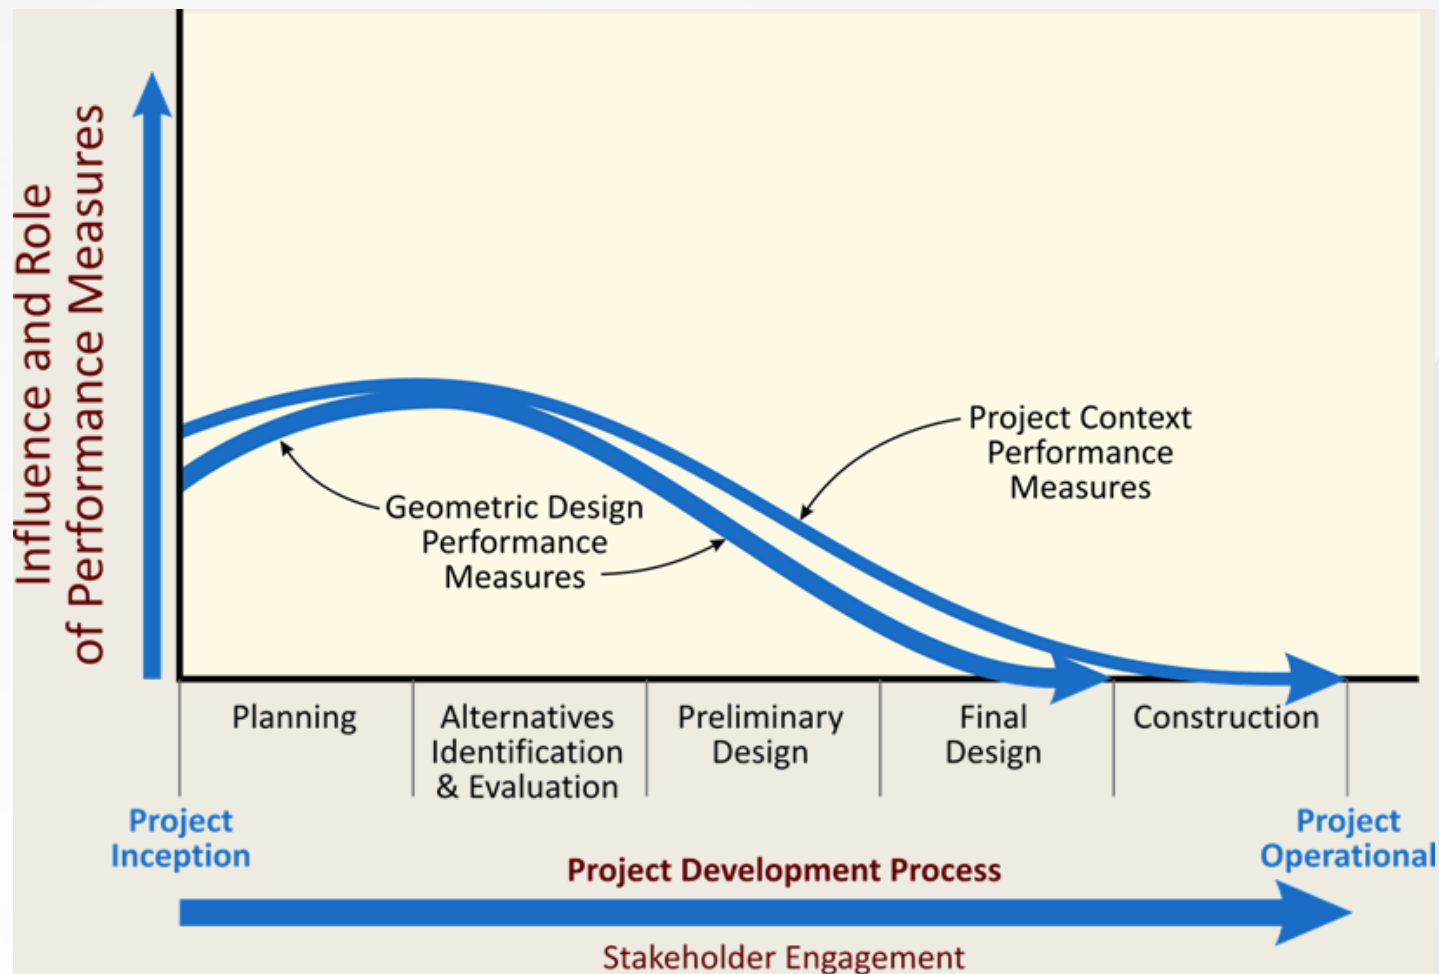 Influence and Role
of Performance Measures
Project Context
Performance
Measures
Geometric Design
Performance
Measures
Planning
Alternatives
Identification
& Evaluation
Preliminary
Design
Final
Design
Construction
Project
Inception
Project
Operational
Project Development Process
Stakeholder Engagement